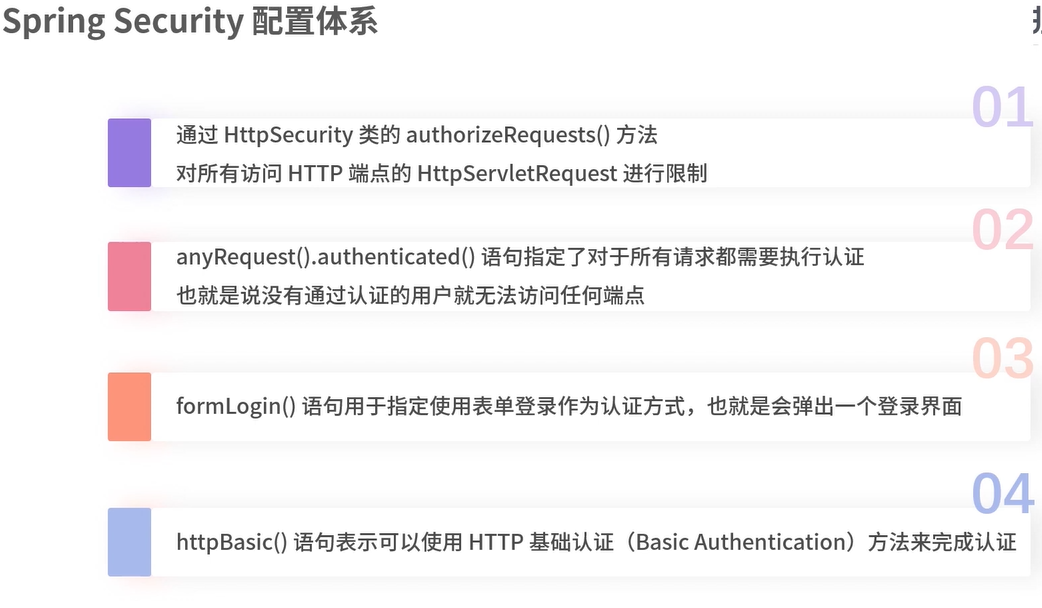 Spring Security 配置体系
01
通过 HttpSecurity 类的 authorizeRequests() 方法
对所有访问 HTTP 端点的 HttpServletRequest 进行限制
02
anyRequest().authenticated() 语句指定了对于所有请求都需要执行认证
也就是说没有通过认证的用户就无法访问任何端点
03
formLogin() 语句用于指定使用表单登录作为认证方式，也就是会弹出一个登录界面
04
httpBasic() 语句表示可以使用 HTTP 基础认证（Basic Authentication）方法来完成认证